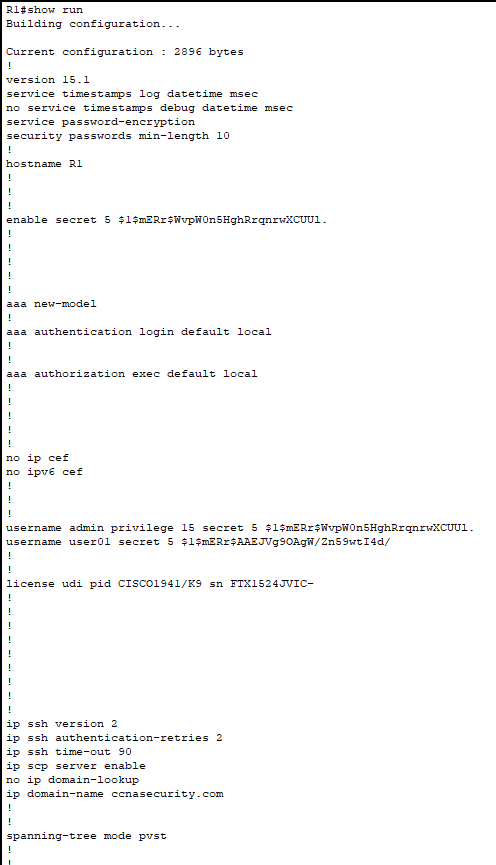 R1#show run
Building configuration...
Current configuration : 2896 bytes
!
version 15.1
service timestamps log datetime msec
no service timestamps debug datetime msec
service password-encryption
security passwords min-length 10
!
hostname R1
!
!
!
enable secret 5 $1$mERr$WvpW0n5HghRrqnrwXCUUl.
!
!
!
!
!
aaa new-model
!
aaa authentication login default local
!
!
aaa authorization exec default local
!
!
!
!
!
no ip cef
no ipv6 cef
!
!
!
username admin privilege 15 secret 5 $1$mERr$WvpW0n5HghRrqnrwXCUUl.
username user01 secret 5 $1$mERr$AAEJVg9OAgW/Zn59wtI4d/
!
!
license udi pid CISCO1941/K9 sn FTX1524JVIC-
!
!
!
!
!
!
!
!
!
ip ssh version 2
ip ssh authentication-retries 2
ip ssh time-out 90
ip scp server enable
no ip domain-lookup
ip domain-name ccnasecurity.com
!
!
spanning-tree mode pvst
!
!